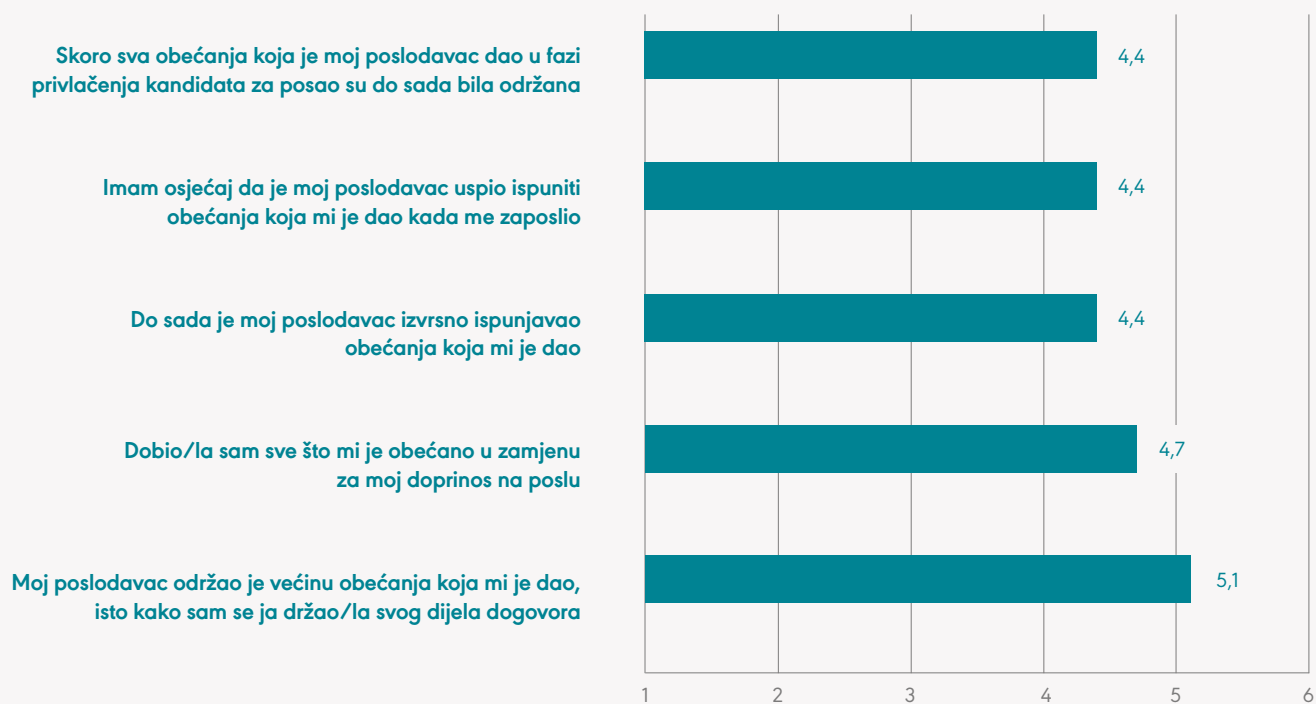 Skoro sva obećanja koja je moj poslodavac dao u fazi
privlačenja kandidata za posao su do sada bila održana
4,4
Imam osjećaj da je moj poslodavac uspio ispuniti
obećanja koja mi je dao kada me zaposlio
4,4
Do sada je moj poslodavac izvrsno ispunjavao
obećanja koja mi je dao
4,4
Dobio/la sam sve što mi je obećano u zamjenu
za moj doprinos na poslu
4,7
Moj poslodavac održao je većinu obećanja koja mi je dao,
isto kako sam se ja držao/la svog dijela dogovora
5,1
1 2 3 4 5 6